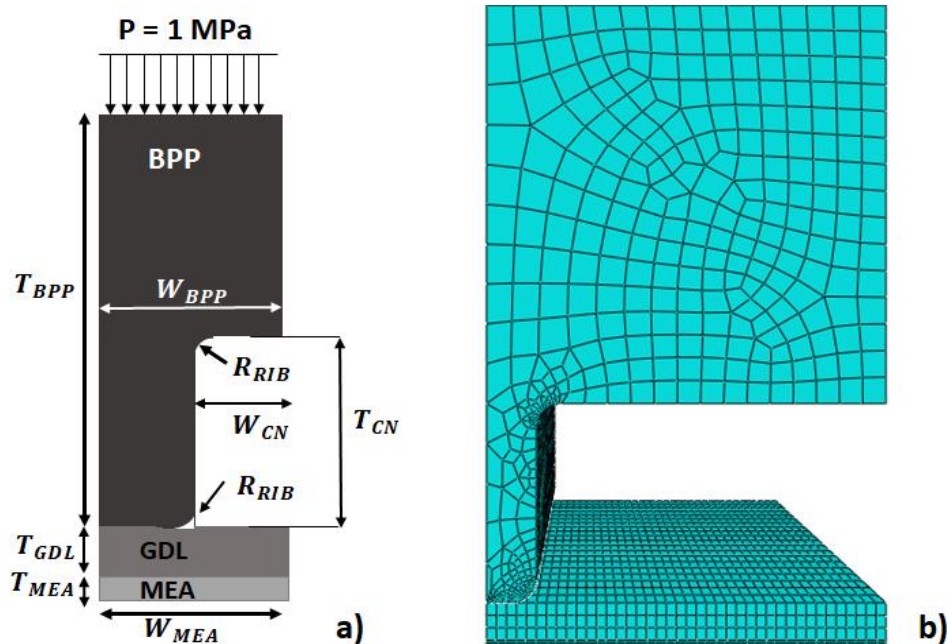 P = 1 MPa
BPP
T_BPP
W_BPP
R_RIB
W_CN
T_CN
R_RIB
T_GDL
GDL
T_MEA
MEA
W_MEA
a)
b)